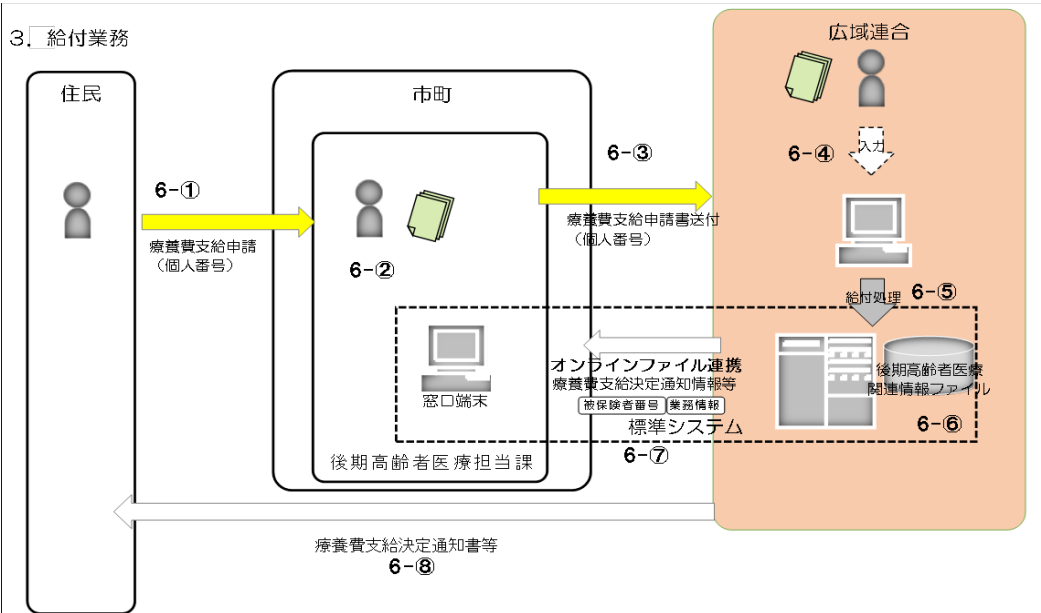 3．給付業務
住民
市町
広域連合
6-①
療養費支給申請
（個人番号）
6-②
6-③
療養費支給申請書送付
（個人番号）
6-④
入力
給付処理
6-⑤
オンラインファイル連携
療養費支給決定通知情報等
被保険者番号 業務情報
標準システム
窓口端末
後期高齢者医療
関連情報ファイル
6-⑥
6-⑦
後期高齢者医療担当課
療養費支給決定通知書等
6-⑧